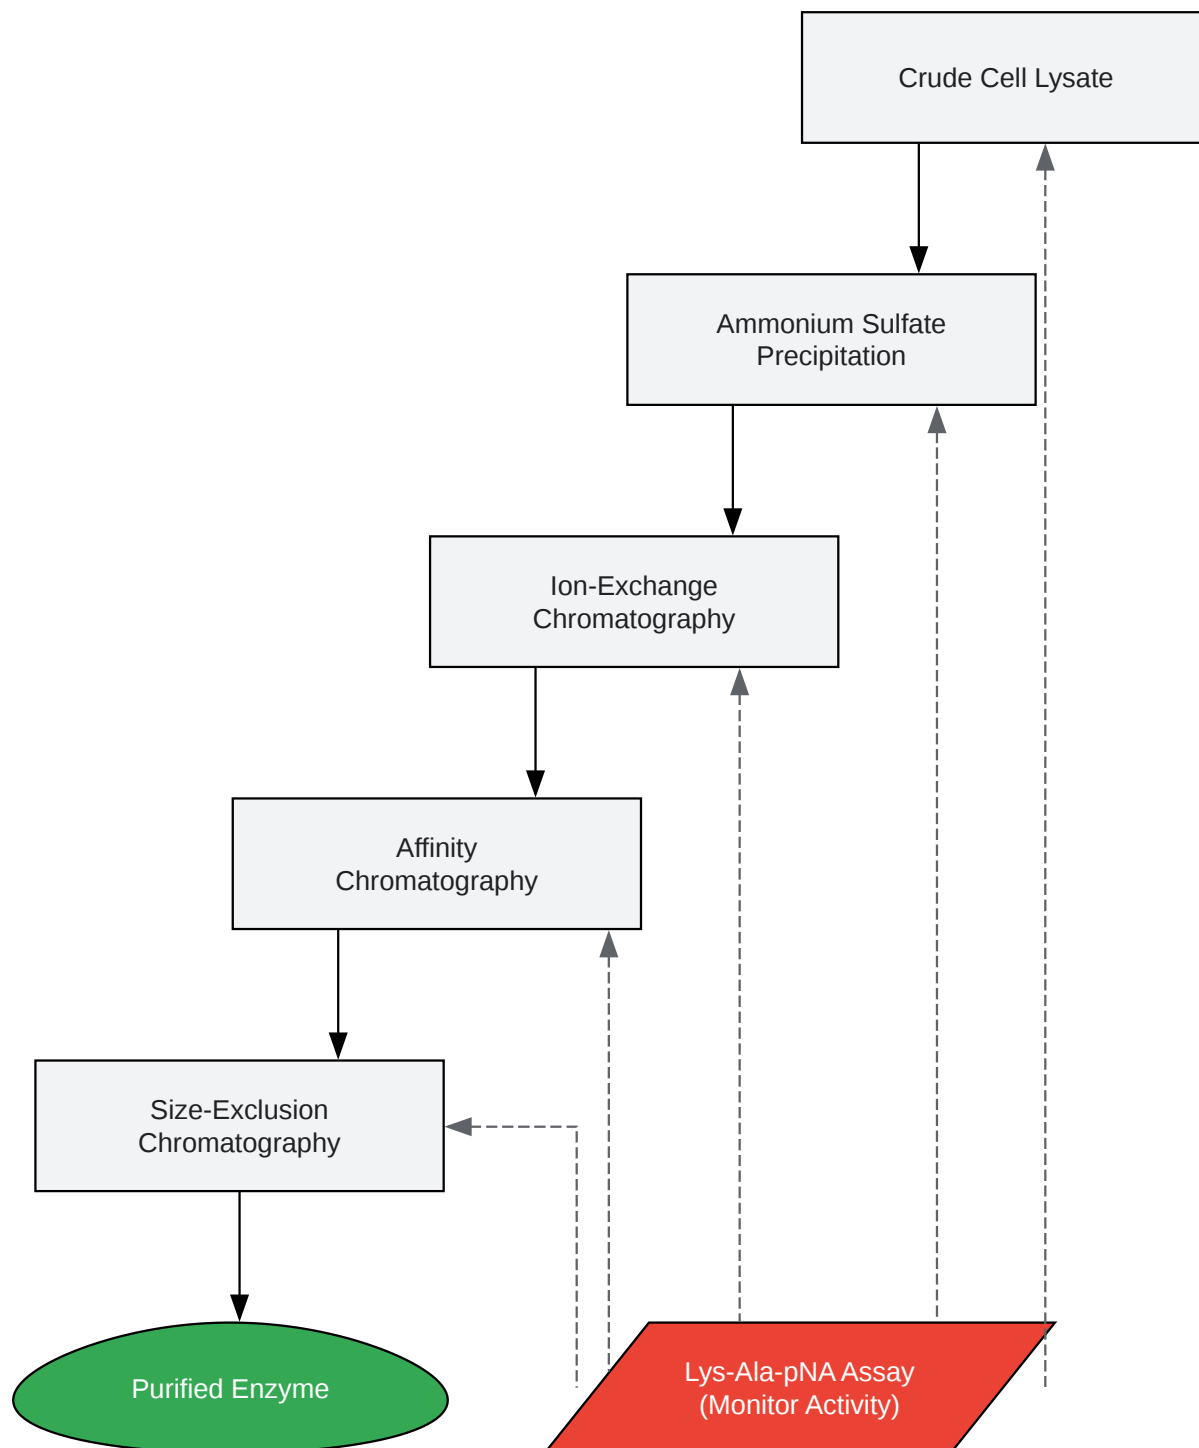 Crude Cell Lysate
Ammonium Sulfate
Precipitation
Ion-Exchange
Chromatography
Affinity
Chromatography
Size-Exclusion
Chromatography
Purified Enzyme
Lys-Ala-pNA Assay
(Monitor Activity)